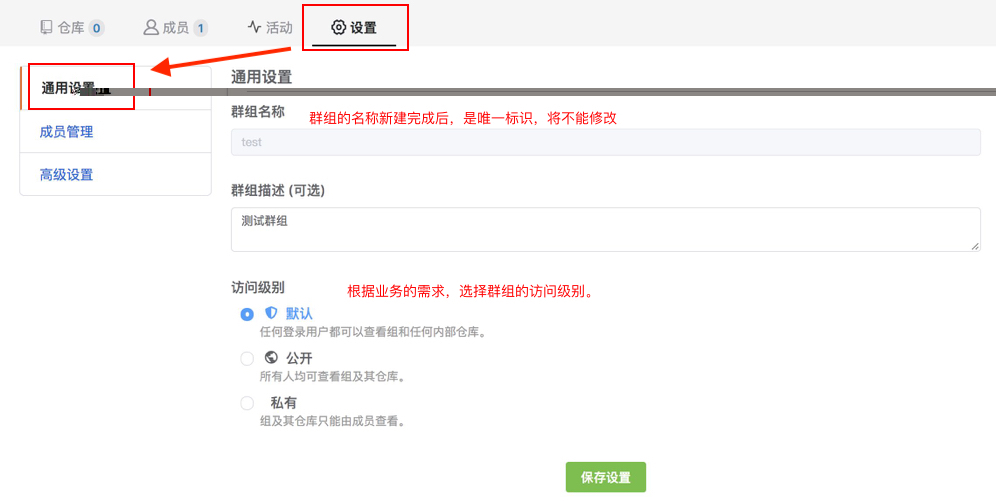 仓库 0 成员 1 活动 设置
通用设置
成员管理
高级设置
通用设置
群组名称 群组的名称新建完成后，是唯一标识，将不能修改
test
群组描述 (可选)
测试群组
访问级别 根据业务的需求，选择群组的访问级别。
默认
任何登录用户都可以查看组和任何内部仓库。
公开
所有人均可查看组及其仓库。
私有
组及其仓库只能由成员查看。
保存设置